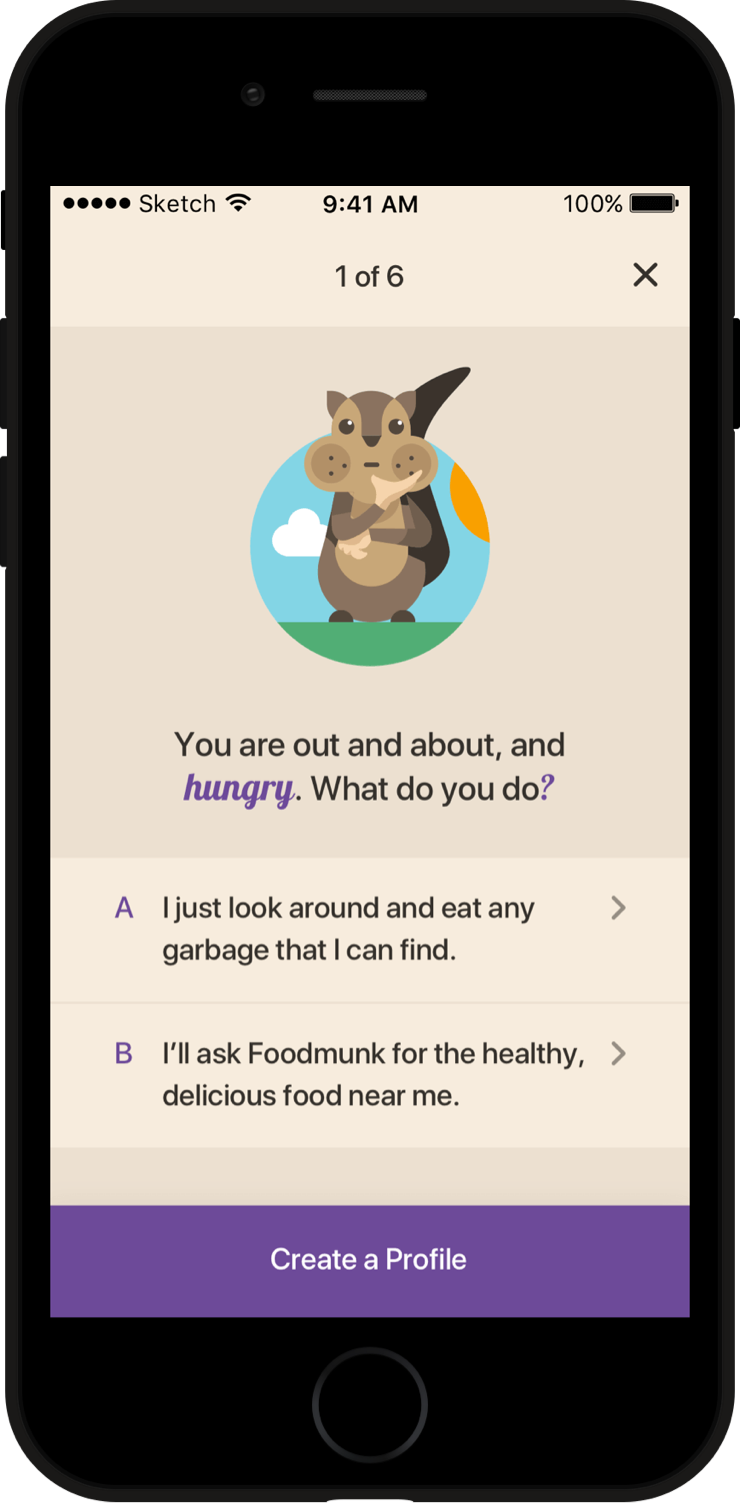 Sketch 9:41 AM 100%
1 of 6
You are out and about, and
hungry. What do you do?
A I just look around and eat any
garbage that I can find.
B I’ll ask Foodmunk for the healthy,
delicious food near me.
Create a Profile